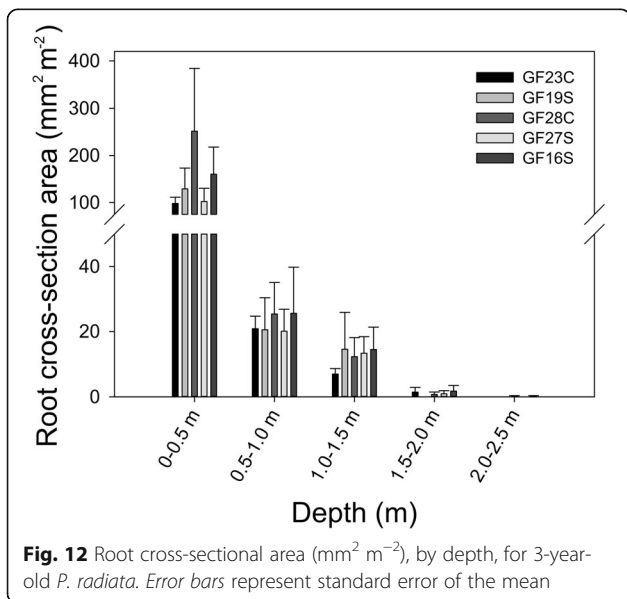 Root cross-section area (mm² m⁻²)
400
300
200
100
40
20
0
GF23C
GF19S
GF28C
GF27S
GF16S
0-0.5 m
0.5-1.0 m
1.0-1.5 m
1.5-2.0 m
2.0-2.5 m
Depth (m)
Fig. 12 Root cross-sectional area (mm² m⁻²), by depth, for 3-year-
old P. radiata. Error bars represent standard error of the mean